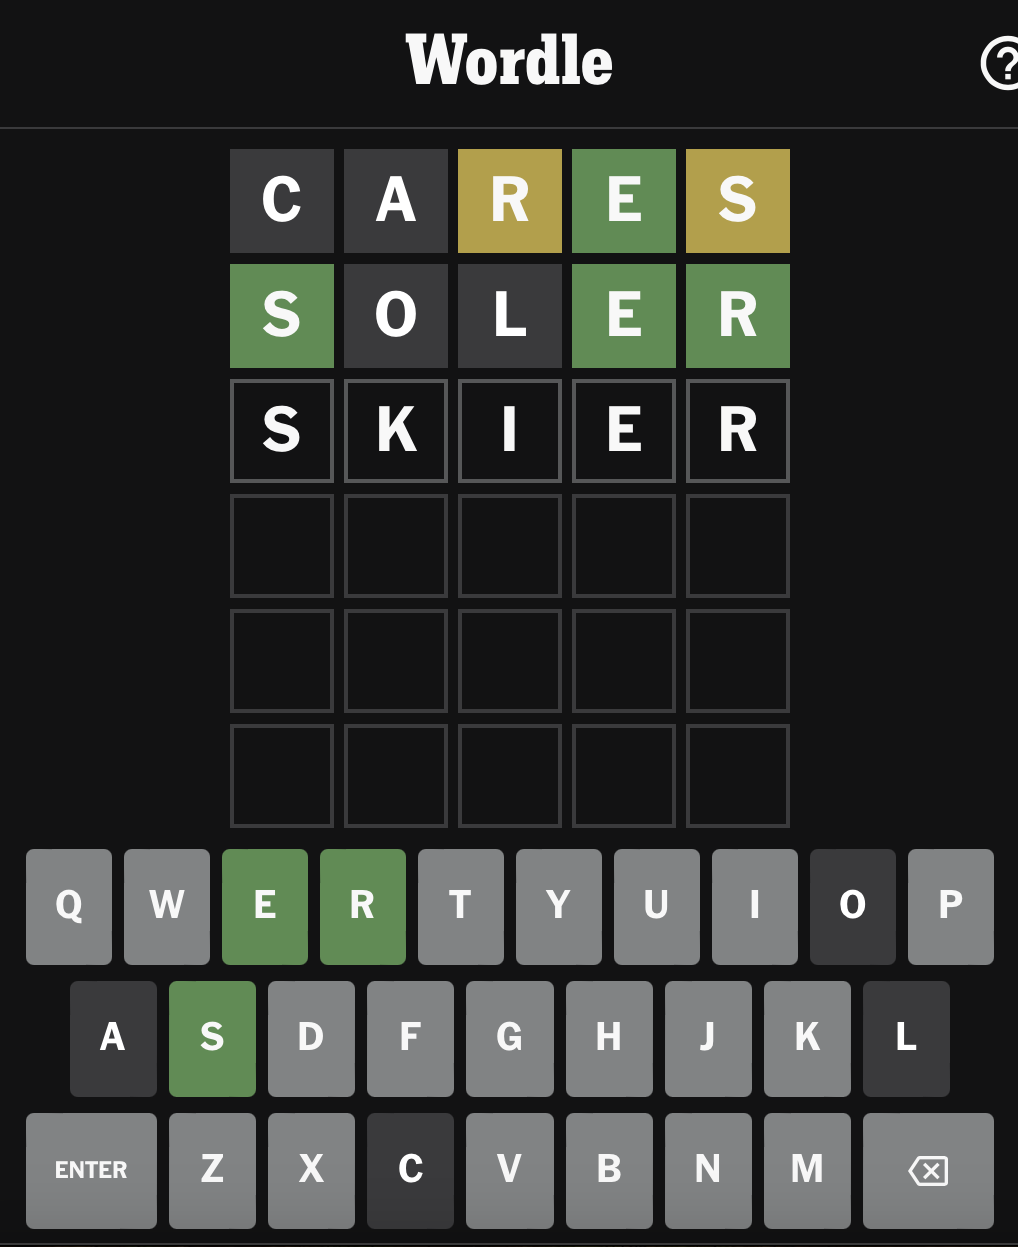 Wordle
?
C A R E S
S O L E R
S K I E R
Q W E R T Y U I O P
A S D F G H J K L
ENTER Z X C V B N M